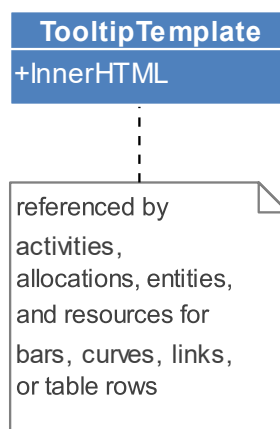 TooltipTemplate
+InnerHTML
referenced by
activities,
allocations, entities,
and resources for
bars, curves, links,
or table rows